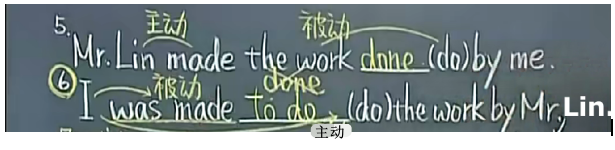 5.
主动 被动
Mr. Lin made the work done (do) by me.
⑥ 被动 done
I was made to do (do) the work by Mr. Lin.
主动